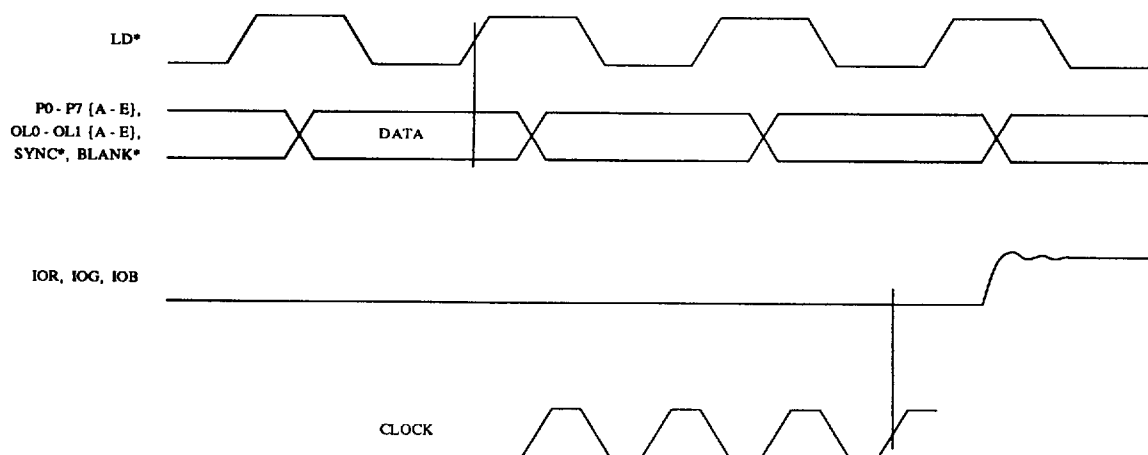 LD*
P0 - P7 {A - E},
OL0 - OL1 {A - E},
SYNC*, BLANK*
DATA
IOR, IOG, IOB
CLOCK